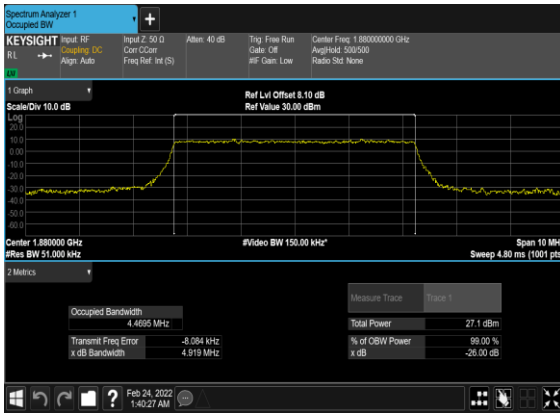 Spectrum Analyzer 1
Occupied BW
KEYSIGHT
RL
Input: RF
Coupling: DC
Align: Auto
Input Z: 50 Ω
Corr CCorr
Freq Ref: Int (S)
Atten: 40 dB
Trig: Free Run
Gate: Off
#IF Gain: Low
Center Freq: 1.880000000 GHz
Avg|Hold: 500/500
Radio Std: None
1 Graph
Scale/Div 10.0 dB
Ref Lvl Offset 8.10 dB
Ref Value 30.00 dBm
Log
20.0
10.0
0.00
-10.0
-20.0
-30.0
-40.0
-50.0
-60.0
Center 1.880000 GHz
#Res BW 51.000 kHz
#Video BW 150.00 kHz*
Span 10 MH
Sweep 4.80 ms (1001 pts
2 Metrics
Measure Trace
Trace 1
Occupied Bandwidth
4.4695 MHz
Total Power
27.1 dBm
Transmit Freq Error
-8.084 kHz
% of OBW Power
99.00 %
x dB Bandwidth
4.919 MHz
x dB
-26.00 dB
Feb 24, 2022
1:40:27 AM